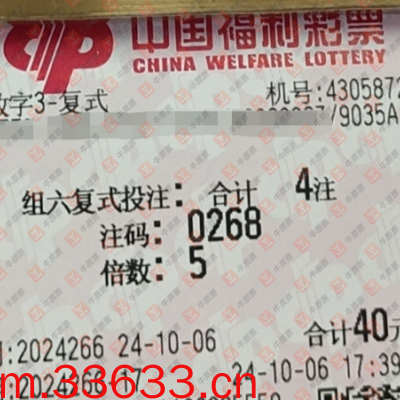 中国福利彩票
CHINA WELFARE LOTTERY
数字3-复式
机号:4305872
/9035A
组六复式投注: 合计 4注
注码: 0268
倍数: 5
合计40元
:2024266 24-10-06
24-10-06 17:39
m.33633.cn